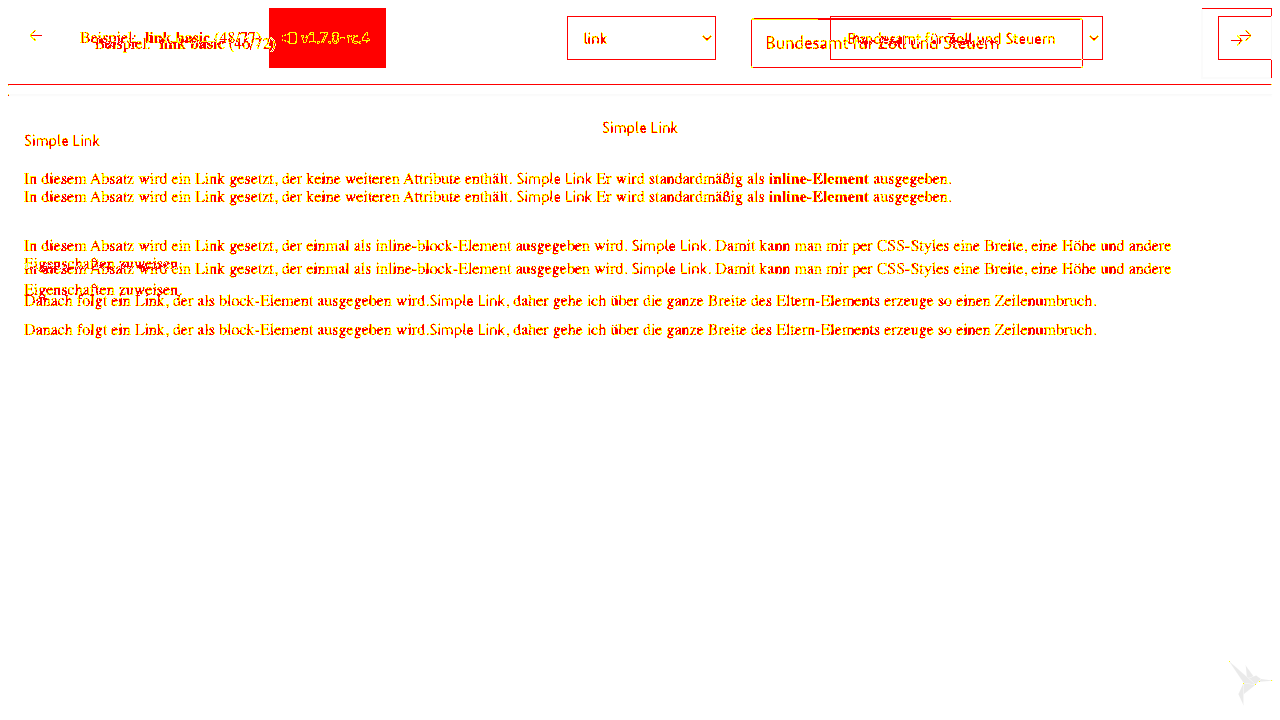 Beispiel: link basic (48/77)
Beispiel: link basic (46/72)
v1.7.0-rc.4
link
Bundesamt für Zoll und Steuern
Bundesamt für Zoll und Steuern
Simple Link
Simple Link
In diesem Absatz wird ein Link gesetzt, der keine weiteren Attribute enthält. Simple Link Er wird standardmäßig als inline-Element ausgegeben.
In diesem Absatz wird ein Link gesetzt, der keine weiteren Attribute enthält. Simple Link Er wird standardmäßig als inline-Element ausgegeben.
In diesem Absatz wird ein Link gesetzt, der einmal als inline-block-Element ausgegeben wird. Simple Link. Damit kann man mir per CSS-Styles eine Breite, eine Höhe und andere
Eigenschaften zuweisen.
In diesem Absatz wird ein Link gesetzt, der einmal als inline-block-Element ausgegeben wird. Simple Link. Damit kann man mir per CSS-Styles eine Breite, eine Höhe und andere
Eigenschaften zuweisen.
Danach folgt ein Link, der als block-Element ausgegeben wird.Simple Link, daher gehe ich über die ganze Breite des Eltern-Elements erzeuge so einen Zeilenumbruch.
Danach folgt ein Link, der als block-Element ausgegeben wird.Simple Link, daher gehe ich über die ganze Breite des Eltern-Elements erzeuge so einen Zeilenumbruch.